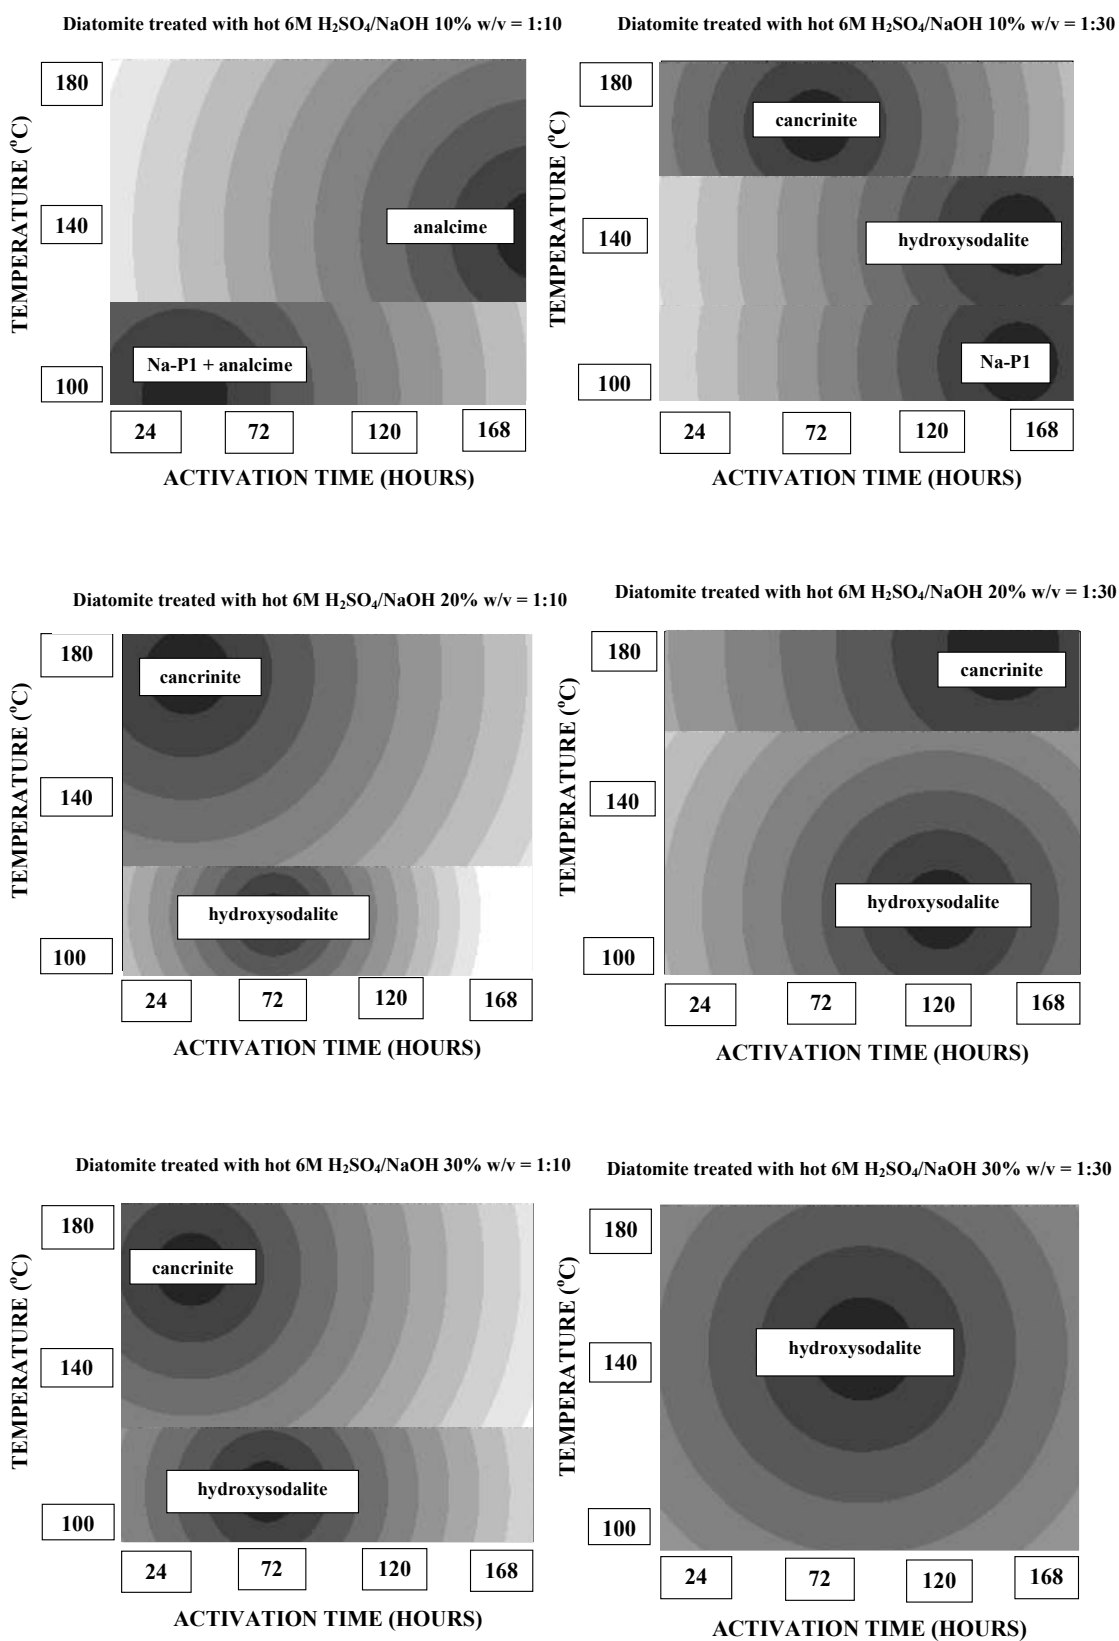 Diatomite treated with hot 6M H₂SO₄/NaOH 10% w/v = 1:10
TEMPERATURE (°C)
180
140
100
analcime
Na-P1 + analcime
24 72 120 168
ACTIVATION TIME (HOURS)
Diatomite treated with hot 6M H₂SO₄/NaOH 10% w/v = 1:30
TEMPERATURE (°C)
180
140
100
cancrinite
hydroxysodalite
Na-P1
24 72 120 168
ACTIVATION TIME (HOURS)
Diatomite treated with hot 6M H₂SO₄/NaOH 20% w/v = 1:10
TEMPERATURE (°C)
180
140
100
cancrinite
hydroxysodalite
24 72 120 168
ACTIVATION TIME (HOURS)
Diatomite treated with hot 6M H₂SO₄/NaOH 20% w/v = 1:30
TEMPERATURE (°C)
180
140
100
cancrinite
hydroxysodalite
24 72 120 168
ACTIVATION TIME (HOURS)
Diatomite treated with hot 6M H₂SO₄/NaOH 30% w/v = 1:10
TEMPERATURE (°C)
180
140
100
cancrinite
hydroxysodalite
24 72 120 168
ACTIVATION TIME (HOURS)
Diatomite treated with hot 6M H₂SO₄/NaOH 30% w/v = 1:30
TEMPERATURE (°C)
180
140
100
hydroxysodalite
24 72 120 168
ACTIVATION TIME (HOURS)